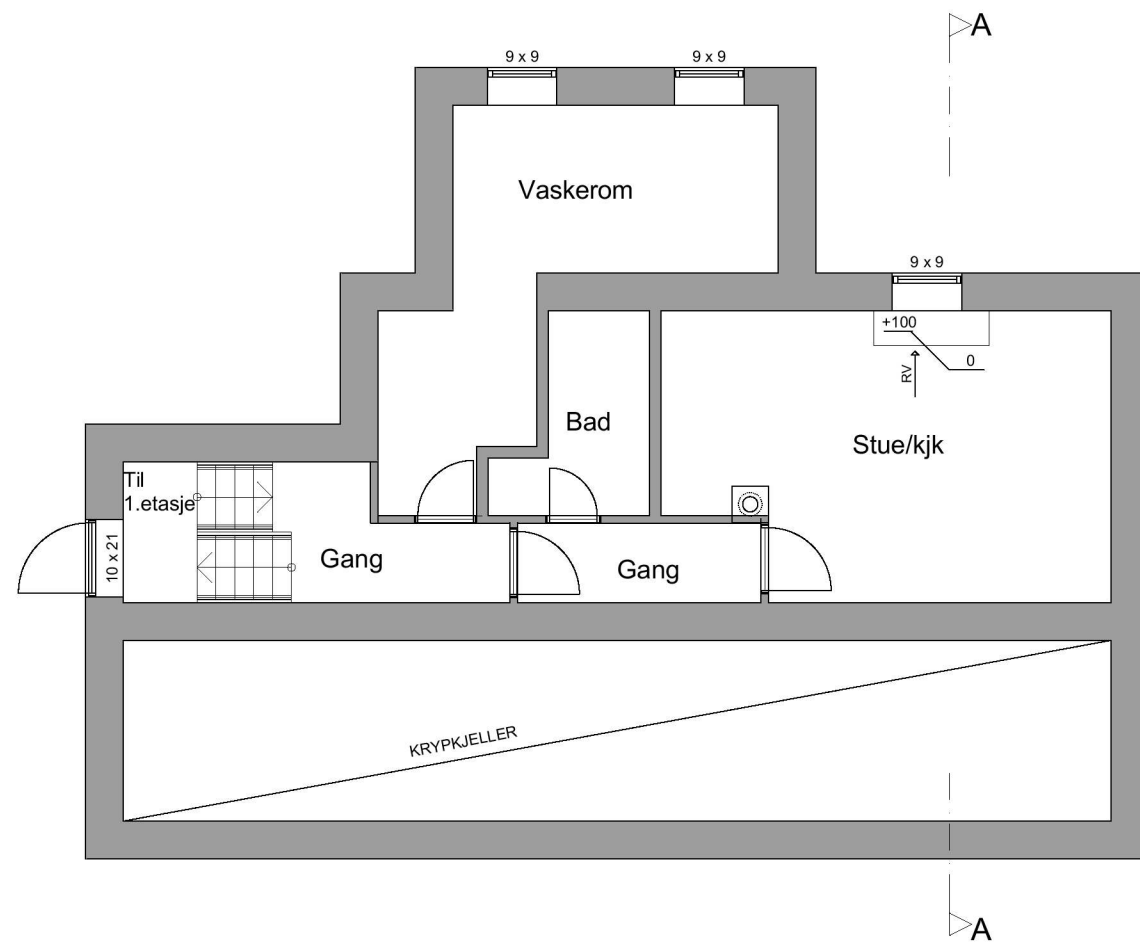 A
9 x 9
9 x 9
Vaskerom
9 x 9
+100
0
RV
Bad
Stue/kjk
Til
1.etasje
10 x 21
Gang
Gang
KRYPKJELLER
A